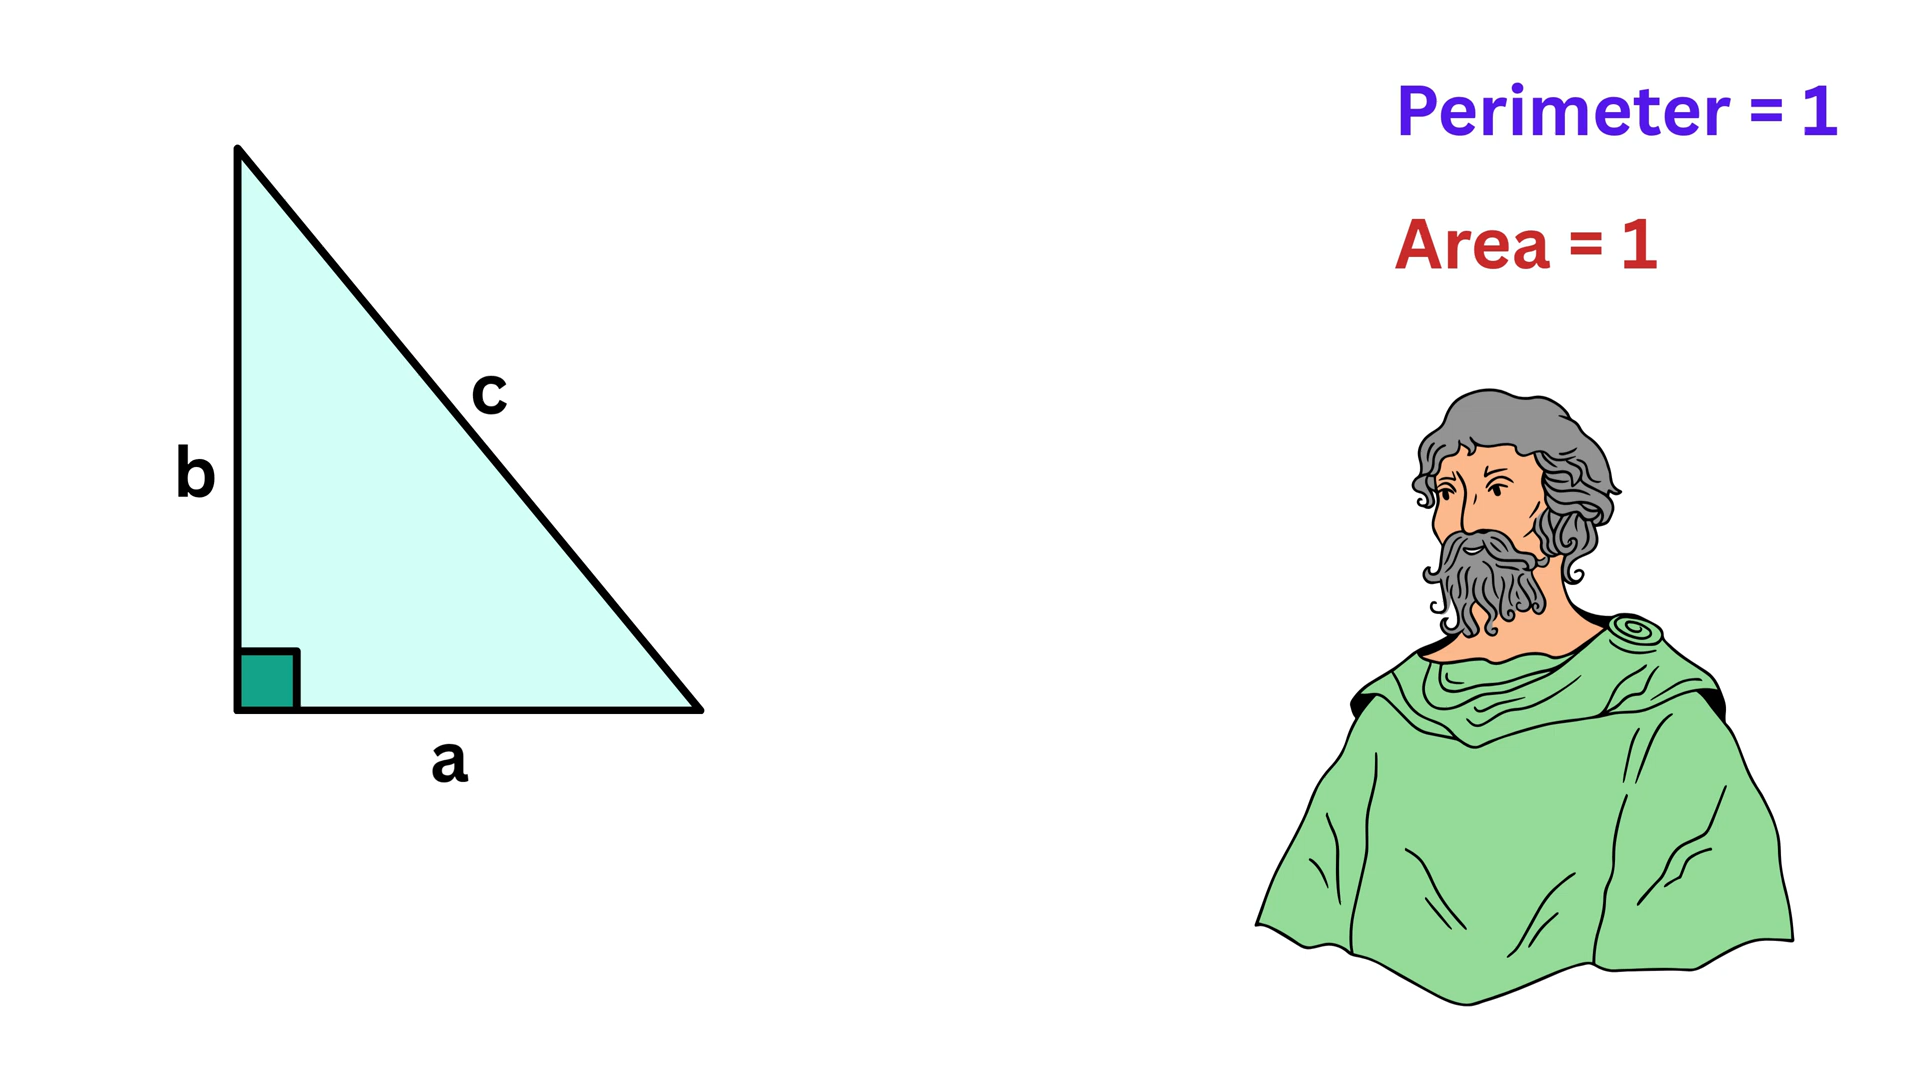 Perimeter = 1
Area = 1
c
b
a